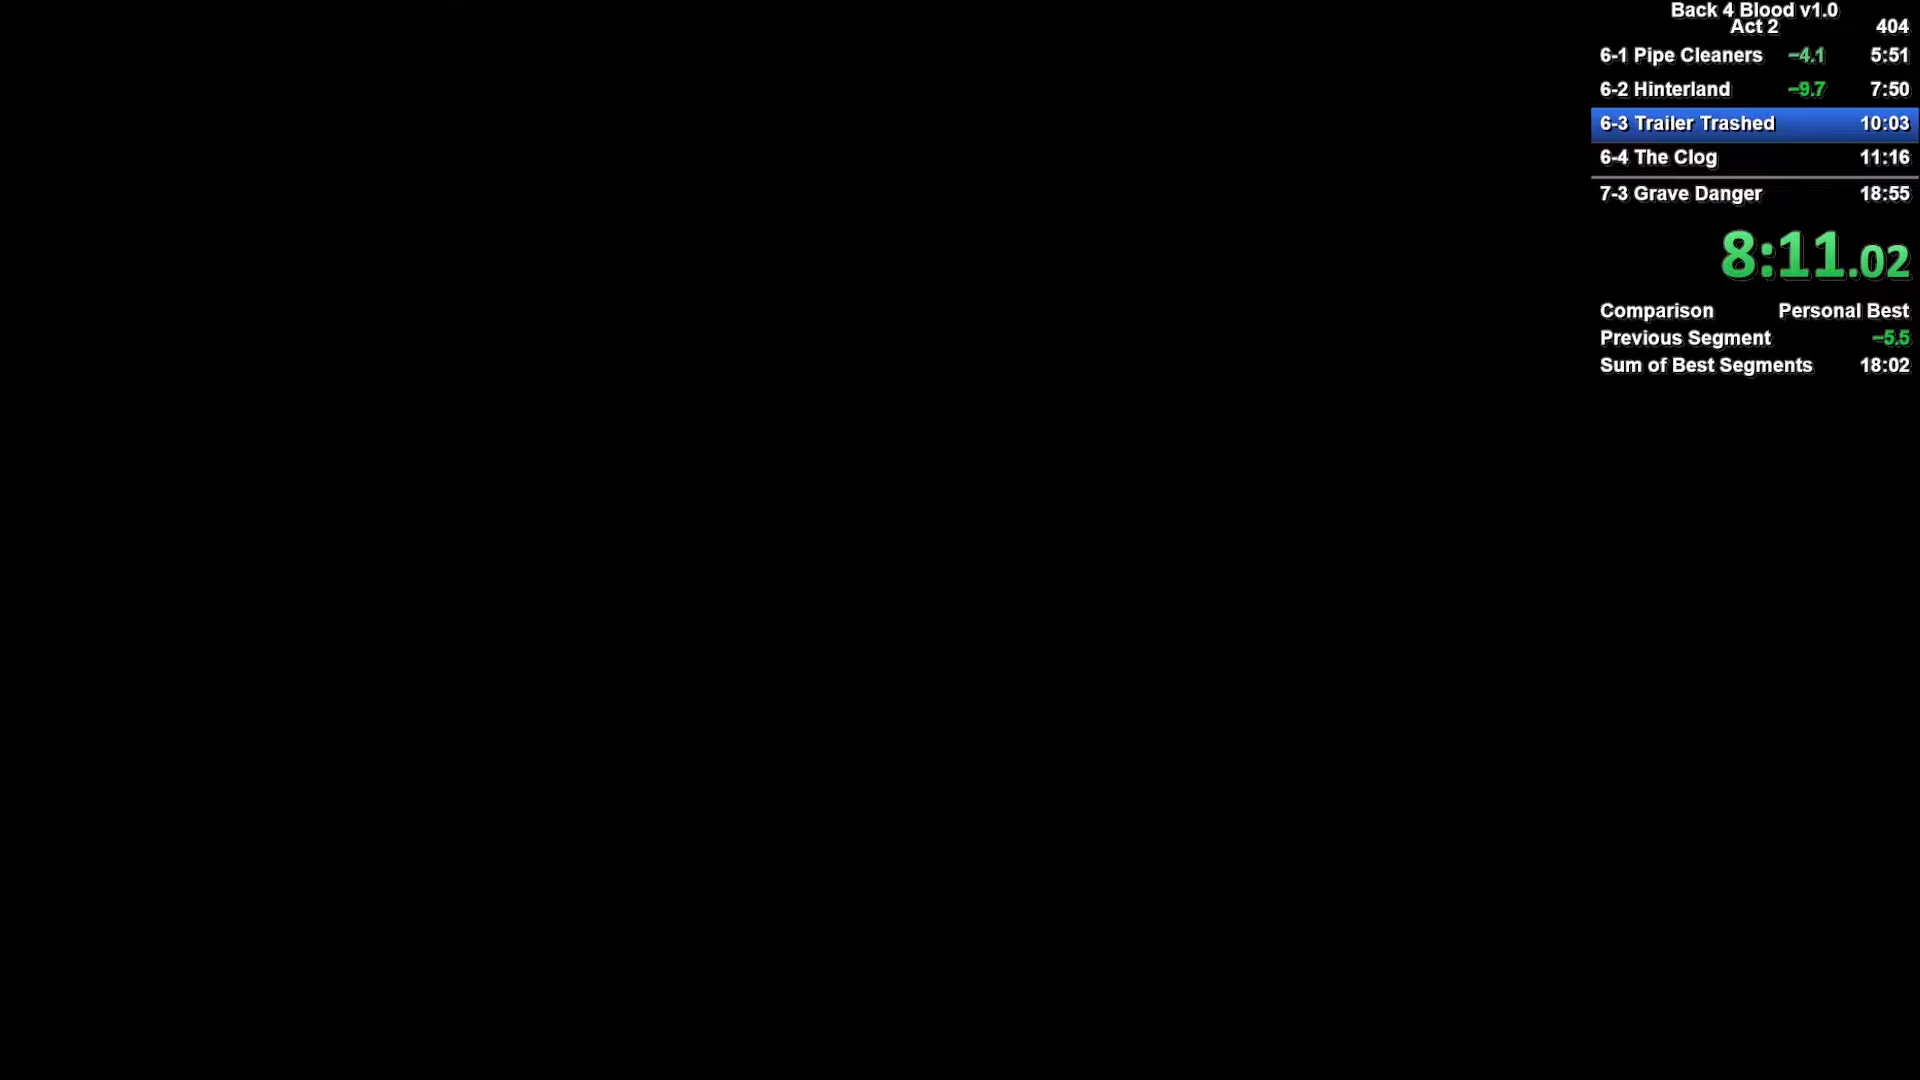 Back 4 Blood v1.0
Act 2 404
6-1 Pipe Cleaners −4.1 5:51
6-2 Hinterland −9.7 7:50
6-3 Trailer Trashed 10:03
6-4 The Clog 11:16
7-3 Grave Danger 18:55
8:11.02
Comparison Personal Best
Previous Segment −5.5
Sum of Best Segments 18:02